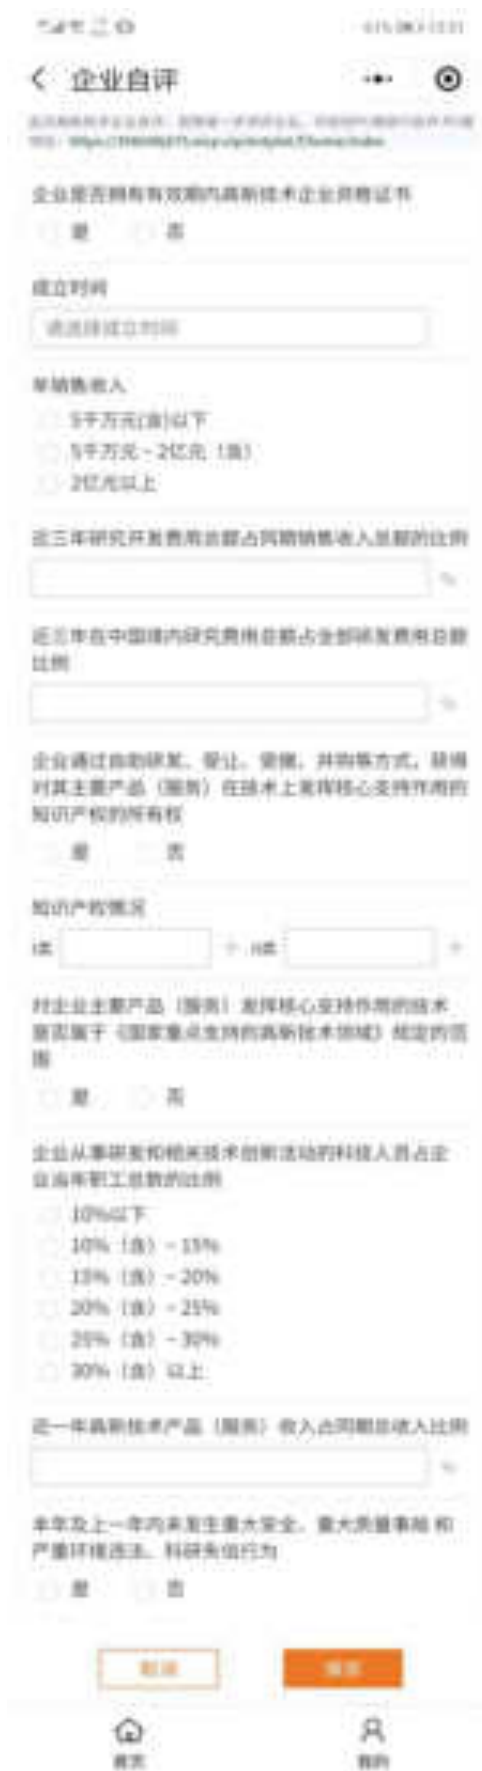 企业自评
企业是否拥有有效期内高新技术企业资格证书
是 否
成立时间
请选择成立时间
年销售收入
5千万元(含)以下
5千万元－2亿元（含）
2亿元以上
近三年研究开发费用总额占同期销售收入总额的比例
%
近三年在中国境内研究费用总额占全部研发费用总额
比例
%
企业通过自助研发、受让、受赠、并购等方式，获得
对其主要产品（服务）在技术上发挥核心支持作用的
知识产权的所有权
是 否
知识产权情况
I类 个 II类 个
对企业主要产品（服务）发挥核心支持作用的技术
是否属于《国家重点支持的高新技术领域》规定的范
围
是 否
企业从事研发和相关技术创新活动的科技人员占企
业当年职工总数的比例
10%以下
10%（含）－15%
15%（含）－20%
20%（含）－25%
25%（含）－30%
30%（含）以上
近一年高新技术产品（服务）收入占同期总收入比例
%
本年及上一年内未发生重大安全、重大质量事故 和
严重环境违法、科研失信行为
是 否
取消
首页 我的